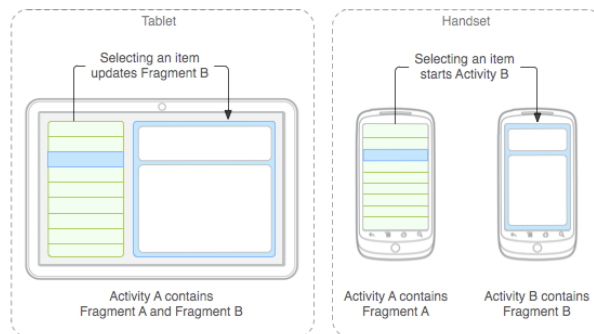 Tablet
Selecting an item
updates Fragment B
Activity A contains
Fragment A and Fragment B
Handset
Selecting an item
starts Activity B
Activity A contains
Fragment A
Activity B contains
Fragment B